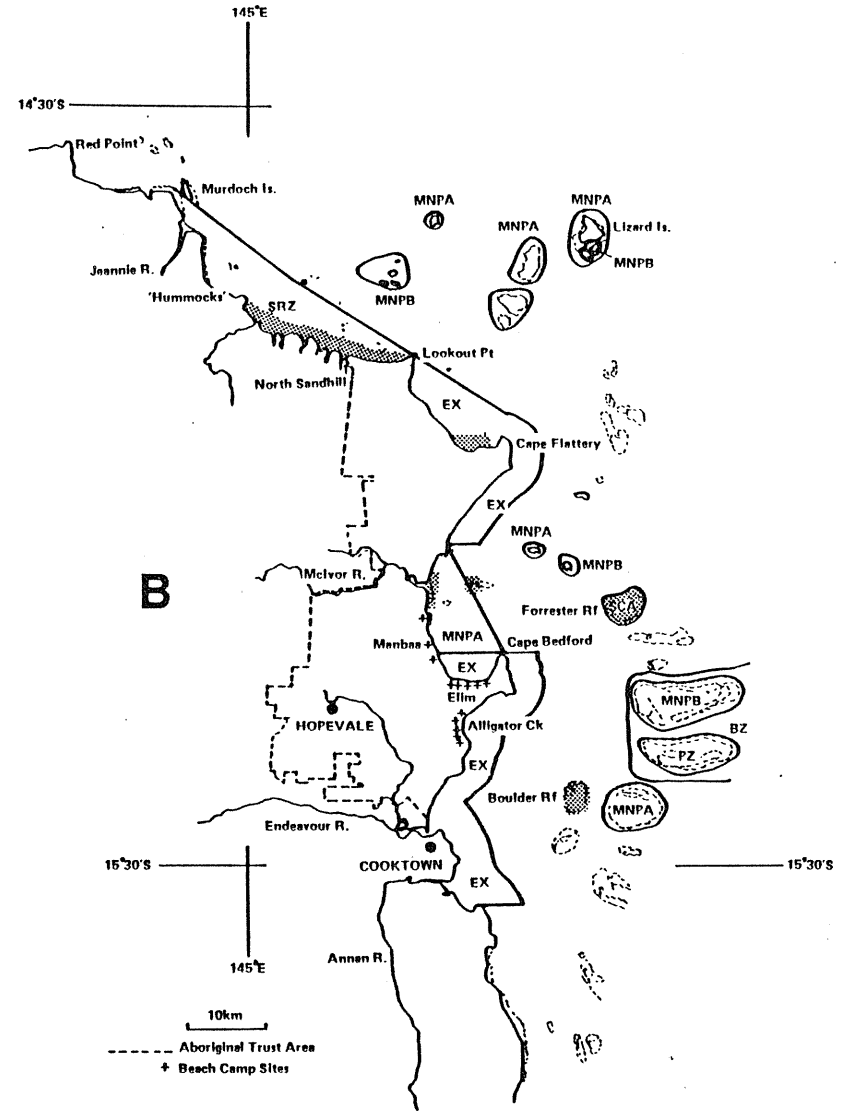 145°E
14°30'S
Red Point
Murdoch Is.
MNPA
MNPA
MNPA
Lizard Is.
MNPB
Jeannie R.
MNPB
'Hummocks'
SRZ
Lookout Pt
North Sandhill
EX
Cape Flattery
EX
MNPA
MNPB
B
McIvor R.
Forrester Rf
CA
MNPA
Manbaa
Cape Bedford
EX
Elim
MNPB
BZ
HOPEVALE
Alligator Ck
PZ
EX
Boulder Rf
MNPA
Endeavour R.
15°30'S
COOKTOWN
15°30'S
EX
Annan R.
145°E
10km
Aboriginal Trust Area
Beach Camp Sites